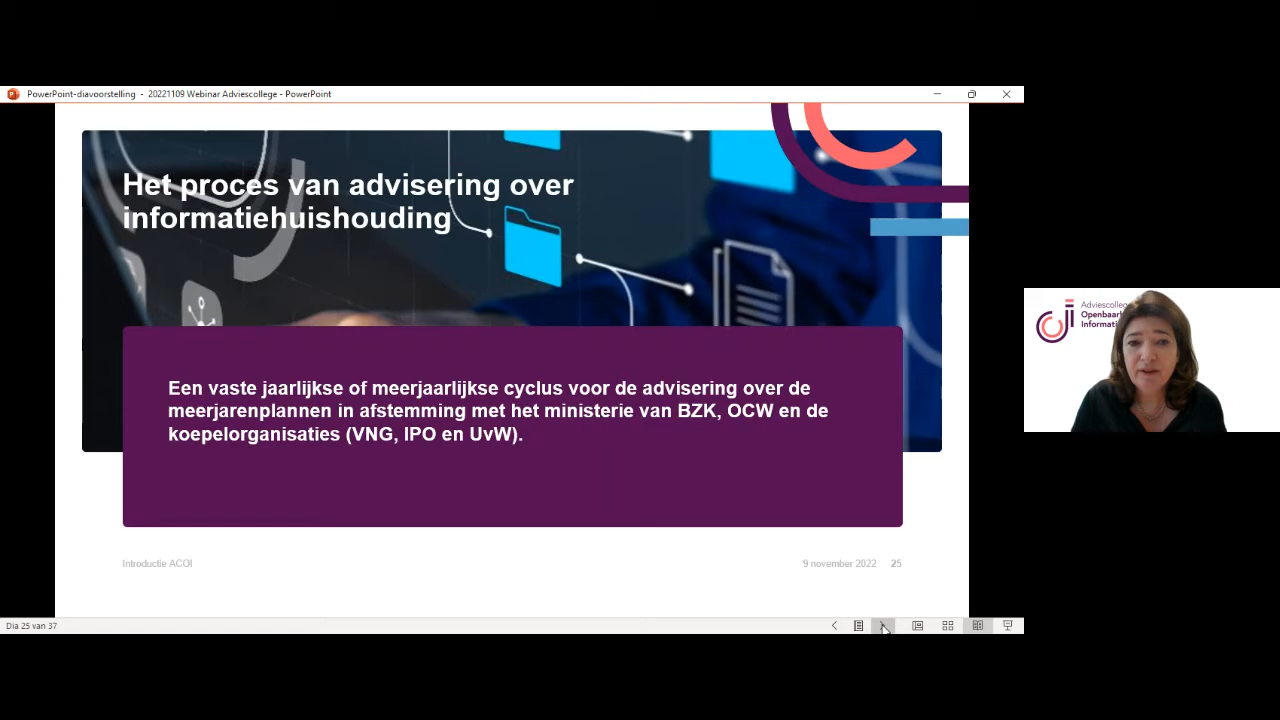 PowerPoint-diavoorstelling - 20221109 Webinar Adviescollege - PowerPoint
Het proces van advisering over
informatiehuishouding
Een vaste jaarlijkse of meerjaarlijkse cyclus voor de advisering over de
meerjarenplannen in afstemming met het ministerie van BZK, OCW en de
koepelorganisaties (VNG, IPO en UvW).
Introductie ACOI
9 november 2022 25
Dia 25 van 37
Adviescolleg
Openbaar
Informati